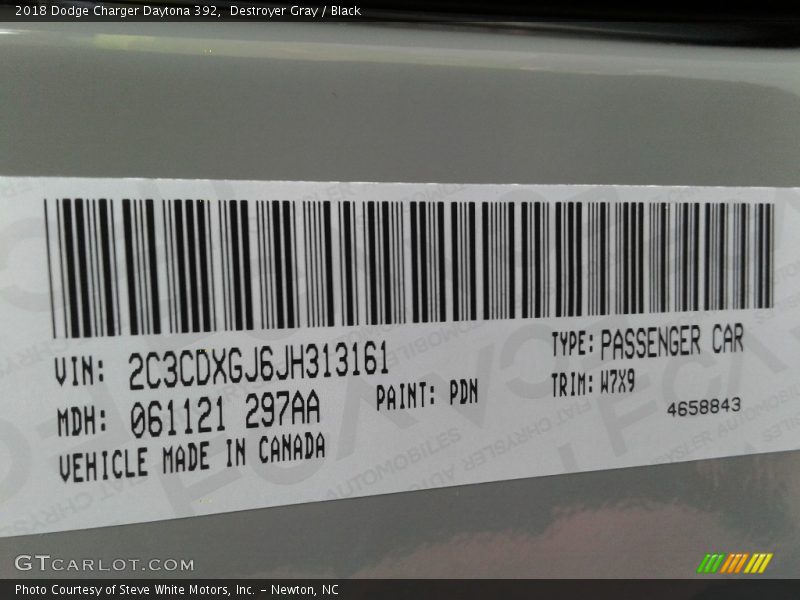 2018 Dodge Charger Daytona 392, Destroyer Gray / Black
VIN: 2C3CDXGJ6JH313161
TYPE: PASSENGER CAR
MDH: 061121 297AA
PAINT: PDN
TRIM: W7X9
4658843
VEHICLE MADE IN CANADA
GTCARLOT.COM
Photo Courtesy of Steve White Motors, Inc. – Newton, NC